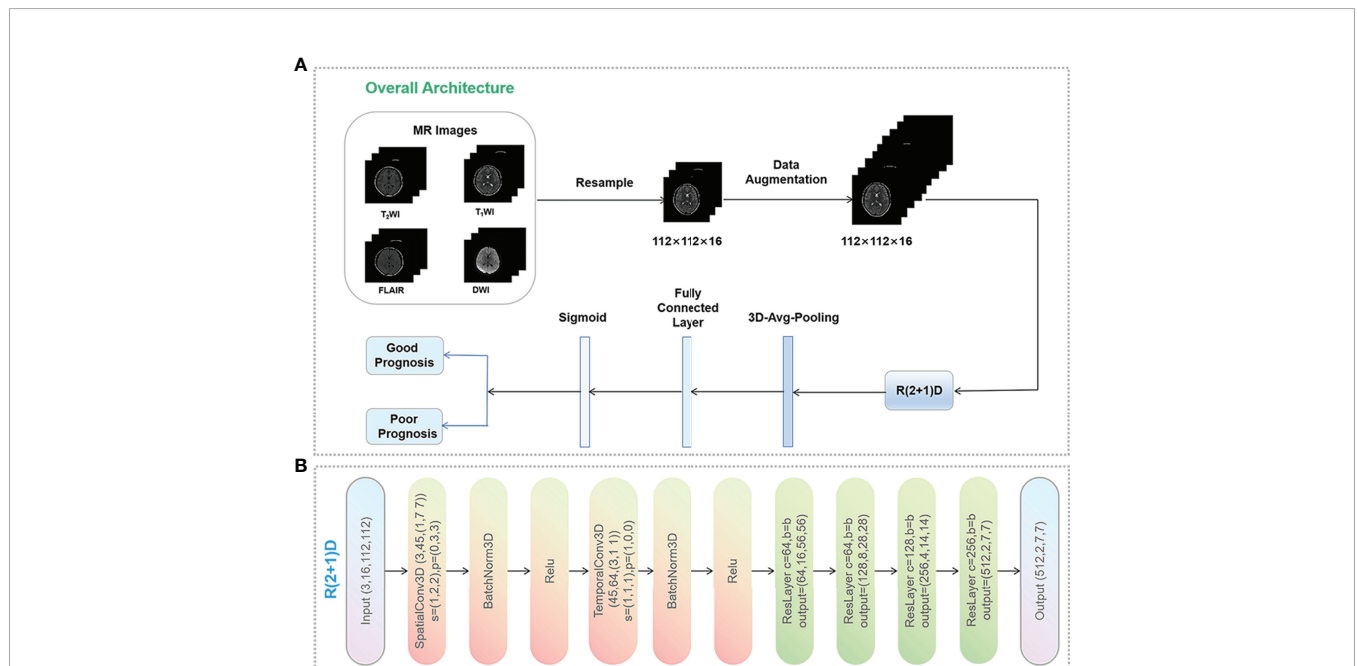 A
Overall Architecture
MR Images
T₂WI
T₁WI
FLAIR
DWI
Resample
112×112×16
Data
Augmentation
112×112×16
R(2+1)D
3D-Avg-Pooling
Fully
Connected
Layer
Sigmoid
Good
Prognosis
Poor
Prognosis
B
R(2+1)D
Input (3,16,112,112)
SpatialConv3D (3,45,(1,7 7))
s=(1,2,2),p=(0,3,3)
BatchNorm3D
Relu
TemporalConv3D
(45,64,(3,1 1))
s=(1,1,1),p=(1,0,0)
BatchNorm3D
Relu
ResLayer c=64,b=b
output=(64,16,56,56)
ResLayer c=64,b=b
output=(128,8,28,28)
ResLayer c=128,b=b
output=(256,4,14,14)
ResLayer c=256,b=b
output=(512,2,7,7)
Output (512,2,7,7)